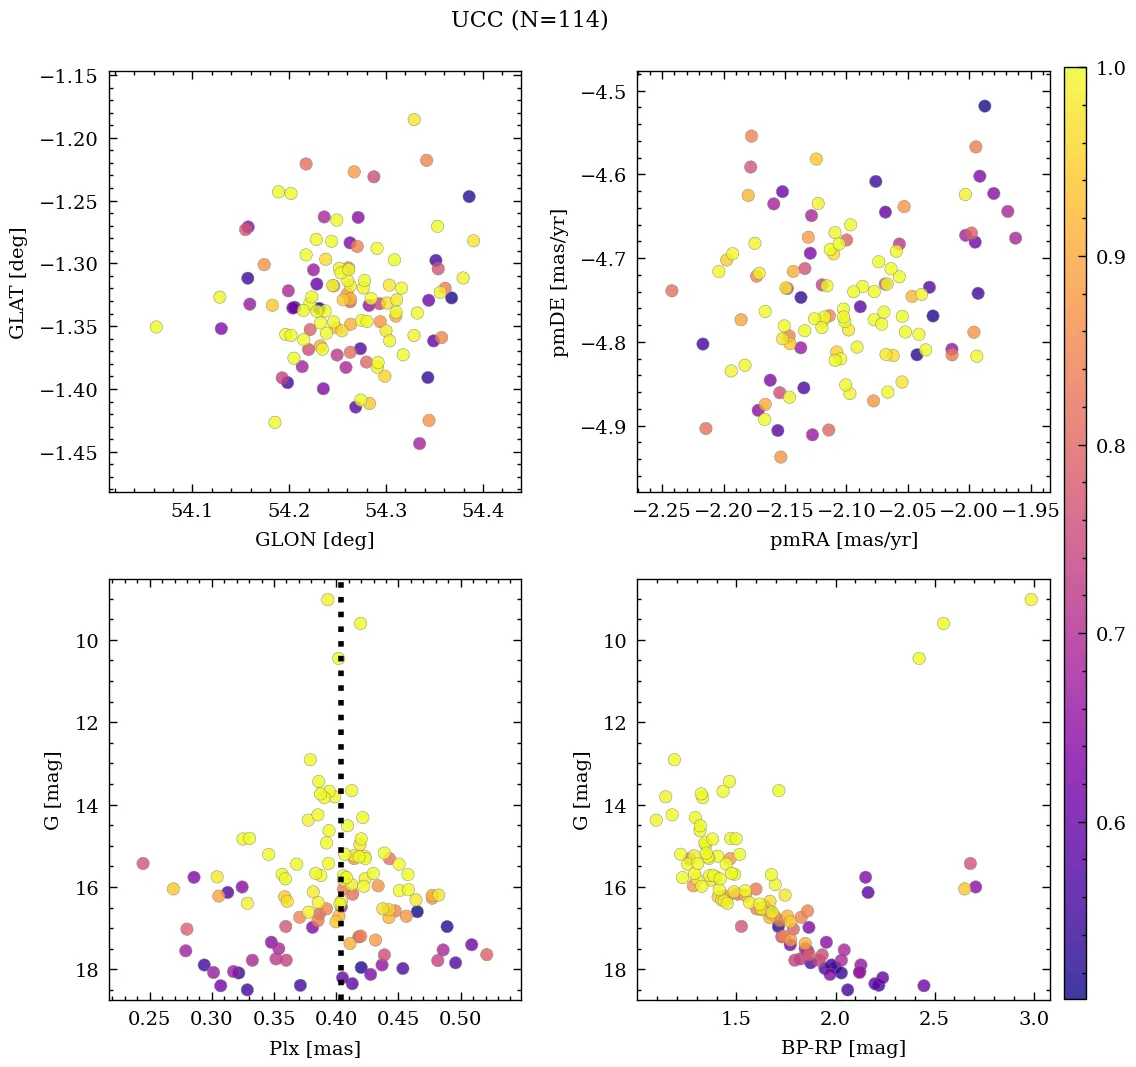 UCC (N=114)
−1.15
−1.20
−1.25
−1.30
−1.35
−1.40
−1.45
GLAT [deg]
54.1 54.2 54.3 54.4
GLON [deg]
−4.5
−4.6
−4.7
−4.8
−4.9
pmDE [mas/yr]
−2.25 −2.20 −2.15 −2.10 −2.05 −2.00 −1.95
pmRA [mas/yr]
10
12
14
16
18
G [mag]
0.25 0.30 0.35 0.40 0.45 0.50
Plx [mas]
10
12
14
16
18
G [mag]
1.5 2.0 2.5 3.0
BP-RP [mag]
1.0
0.9
0.8
0.7
0.6